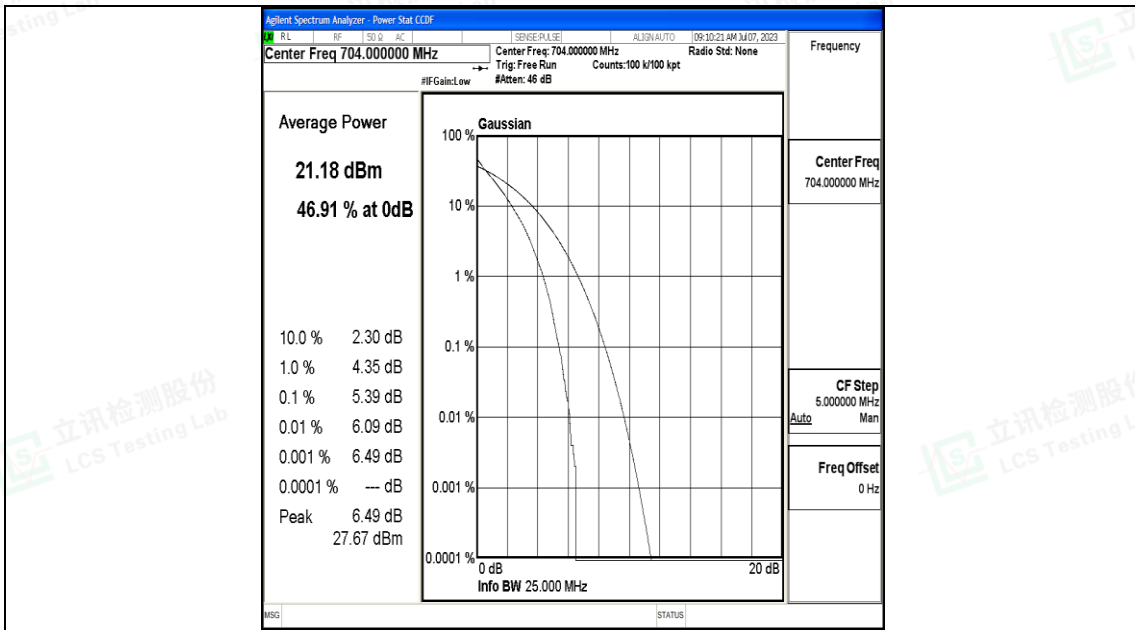 Agilent Spectrum Analyzer - Power Stat CCDF
RL RF 50 Ω AC SENSE:PULSE ALIGN AUTO 09:10:21 AM Jul 07, 2023
Center Freq 704.000000 MHz
Center Freq: 704.000000 MHz Radio Std: None
Trig: Free Run Counts:100 k/100 kpt
#IFGain:Low #Atten: 46 dB
Frequency
Average Power
21.18 dBm
46.91 % at 0dB
10.0 % 2.30 dB
1.0 % 4.35 dB
0.1 % 5.39 dB
0.01 % 6.09 dB
0.001 % 6.49 dB
0.0001 % --- dB
Peak 6.49 dB
27.67 dBm
Gaussian
100 %
10 %
1 %
0.1 %
0.01 %
0.001 %
0.0001 %
0 dB 20 dB
Info BW 25.000 MHz
Center Freq
704.000000 MHz
CF Step
5.000000 MHz
Auto Man
Freq Offset
0 Hz
MSG STATUS
立讯检测股份
LCS Testing Lab
立讯检测股份
LCS Testing L